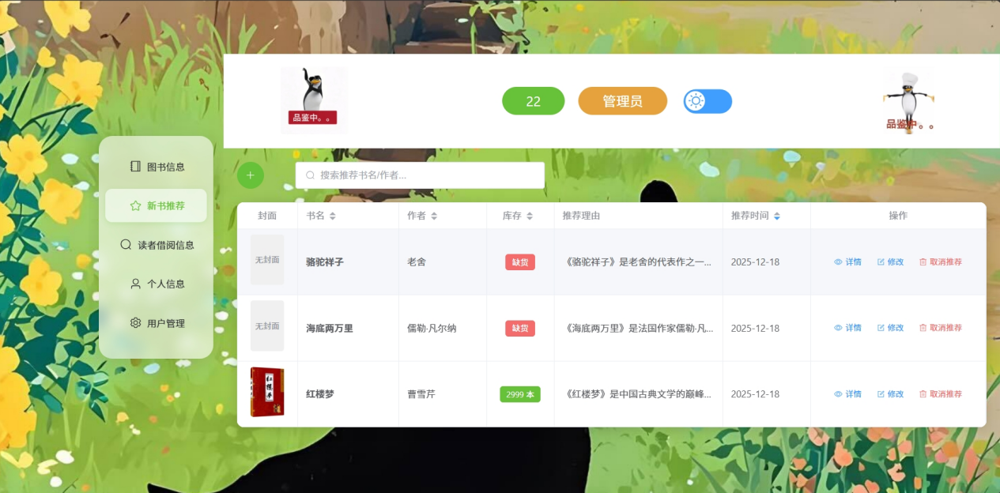 品鉴中。。
22
管理员
品鉴中。。
图书信息
新书推荐
读者借阅信息
个人信息
用户管理
搜索推荐书名/作者...
封面 书名 作者 库存 推荐理由 推荐时间 操作
无封面 骆驼祥子 老舍 缺货 《骆驼祥子》是老舍的代表作之一... 2025-12-18 详情 修改 取消推荐
无封面 海底两万里 儒勒·凡尔纳 缺货 《海底两万里》是法国作家儒勒·凡... 2025-12-18 详情 修改 取消推荐
红楼梦 红楼梦 曹雪芹 2999 本 《红楼梦》是中国古典文学的巅峰... 2025-12-18 详情 修改 取消推荐